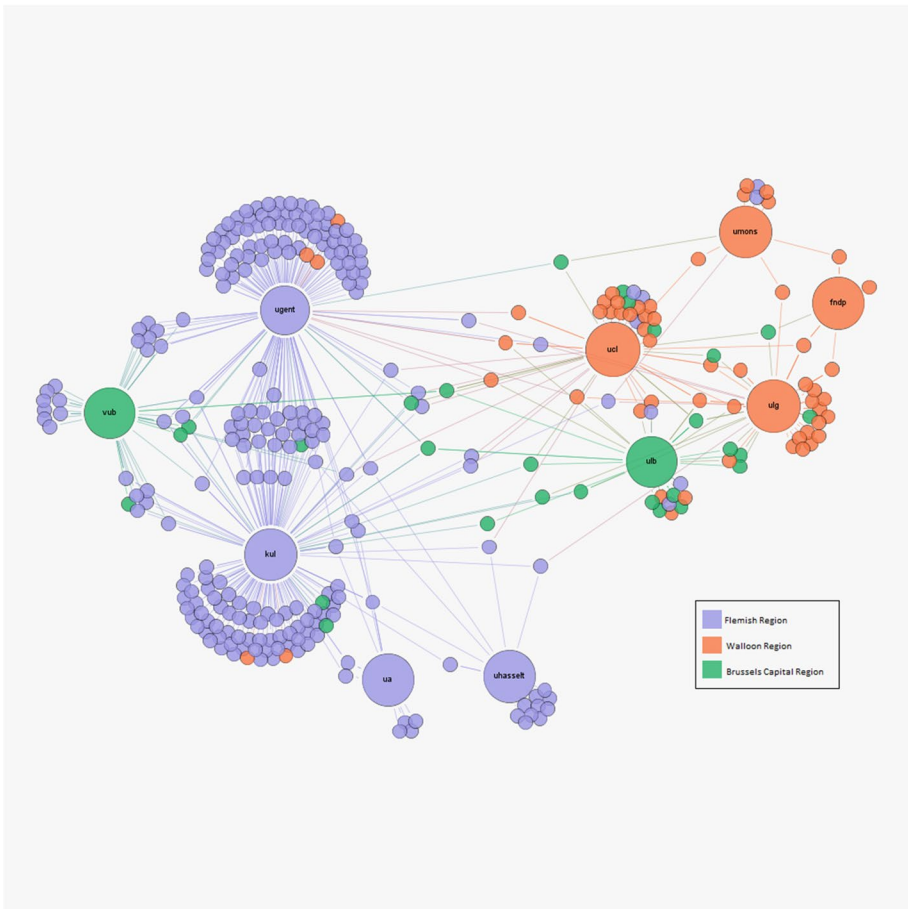 umons
fndp
ugent
ucl
ulg
vub
ulb
kul
uhasselt
ua
Flemish Region
Walloon Region
Brussels Capital Region